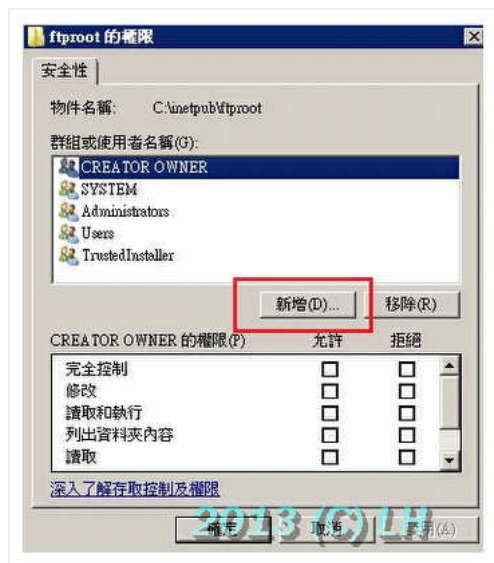 ftproot 的權限
安全性
物件名稱: C:\inetpub\ftproot
群組或使用者名稱(G):
CREATOR OWNER
SYSTEM
Administrators
Users
TrustedInstaller
新增(D)... 移除(R)
CREATOR OWNER 的權限(P) 允許 拒絕
完全控制
修改
讀取和執行
列出資料夾內容
讀取
深入了解存取控制及權限
確定 取消 套用(A)
2013 (C) LH